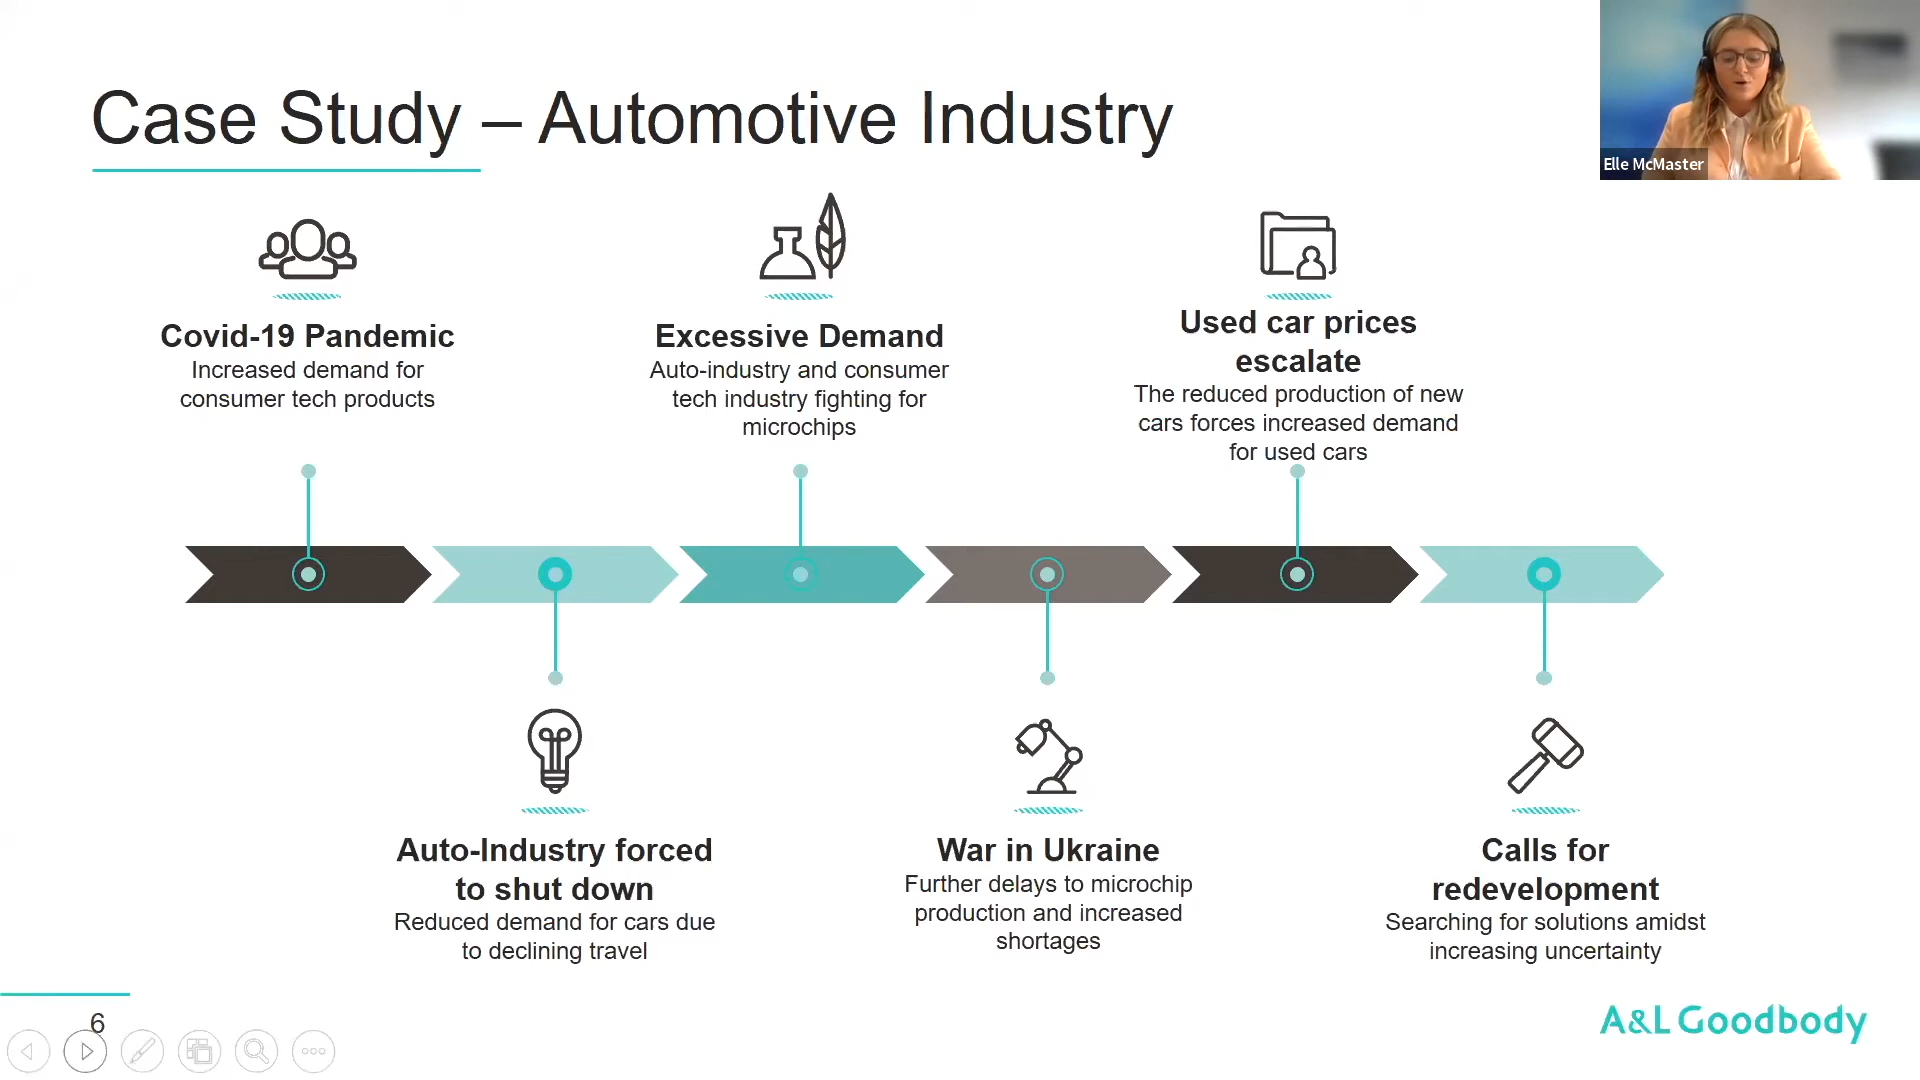 Case Study – Automotive Industry
Elle McMaster
Covid-19 Pandemic
Increased demand for
consumer tech products
Excessive Demand
Auto-industry and consumer
tech industry fighting for
microchips
Used car prices
escalate
The reduced production of new
cars forces increased demand
for used cars
Auto-Industry forced
to shut down
Reduced demand for cars due
to declining travel
War in Ukraine
Further delays to microchip
production and increased
shortages
Calls for
redevelopment
Searching for solutions amidst
increasing uncertainty
6
A&L Goodbody